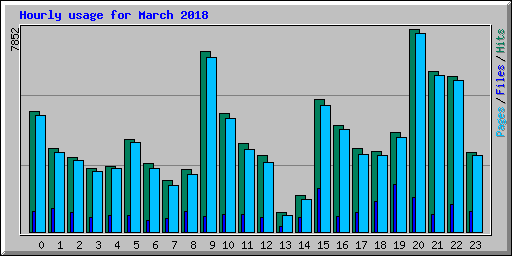 Hourly usage for March 2018
7852
Pages / Files / Hits
0 1 2 3 4 5 6 7 8 9 10 11 12 13 14 15 16 17 18 19 20 21 22 23